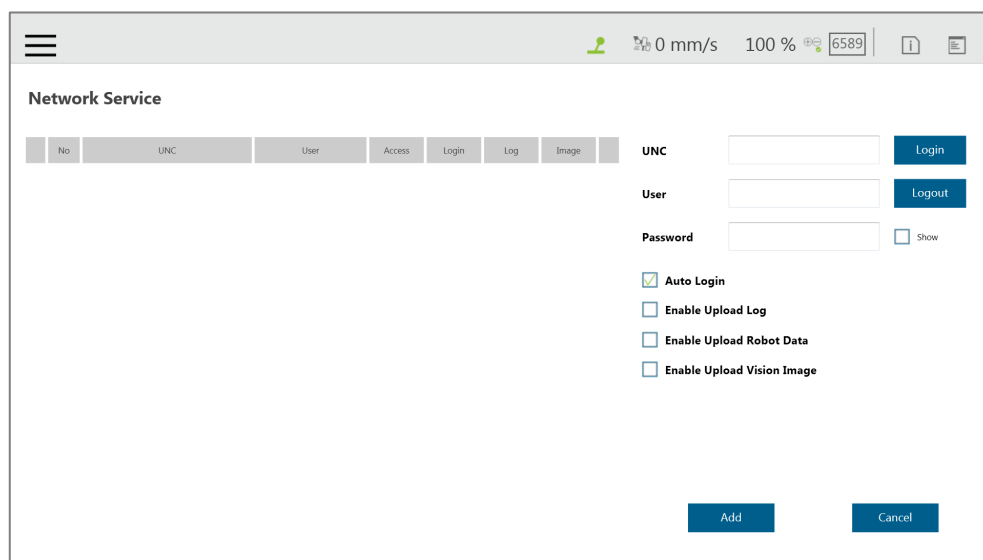 0 mm/s 100 % 6589
Network Service
No UNC User Access Login Log Image
UNC Login
User Logout
Password Show
Auto Login
Enable Upload Log
Enable Upload Robot Data
Enable Upload Vision Image
Add Cancel